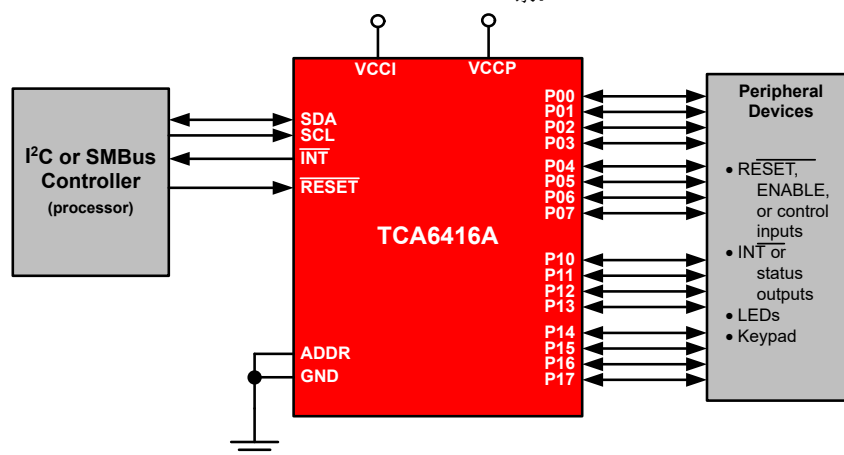 VCCI
VCCP
I²C or SMBus
Controller
(processor)
SDA
SCL
INT
RESET
ADDR
GND
TCA6416A
P00
P01
P02
P03
P04
P05
P06
P07
P10
P11
P12
P13
P14
P15
P16
P17
Peripheral
Devices
• RESET,
ENABLE,
or control
inputs
• INT or
status
outputs
• LEDs
• Keypad